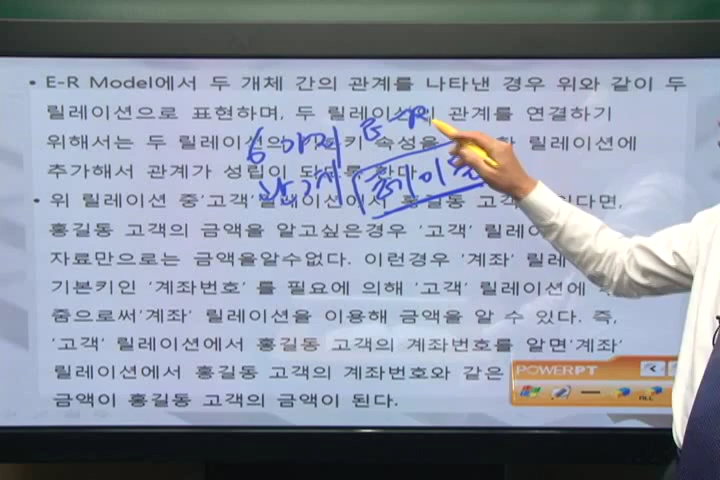 • E-R Model에서 두 개체 간의 관계를 나타낸 경우 위와 같이 두
릴레이션으로 표현하며, 두 릴레이션의 관계를 연결하기
위해서는 두 릴레이션의 키 속성을 릴레이션에
추가해서 관계가 성립이 되도록 한다.
• 위 릴레이션 중'고객'릴레이션에서 홍길동 고객 된다면,
홍길동 고객의 금액을 알고싶은경우 '고객'
자료만으로는 금액을알수없다. 이런경우 '계좌'
기본키인 '계좌번호' 를 필요에 의해 '고객' 릴레이션에
줌으로써'계좌' 릴레이션을 이용해 금액을 알 수 있다. 즉,
'고객' 릴레이션에서 홍길동 고객의 계좌번호를 알면'계좌'
릴레이션에서 홍길동 고객의 계좌번호와 같은
금액이 홍길동 고객의 금액이 된다.
E-R
POWERPT
ALL